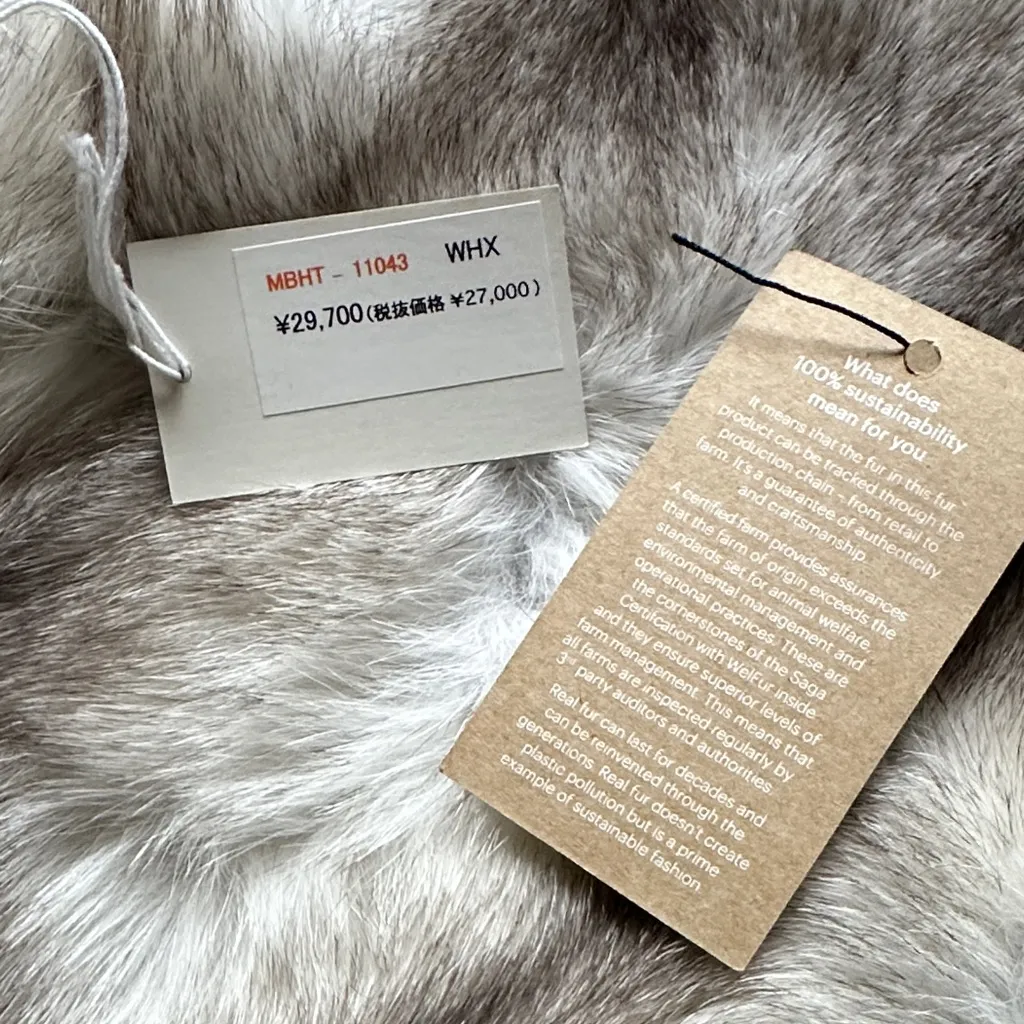 MBHT - 11043 WHX
¥29,700(税抜価格 ¥27,000)
What does
100% sustainability
mean for you
It means that the fur in this fur
product can be tracked through the
production chain - from retail to
farm. It's a guarantee of authenticity
and craftsmanship.
A certified farm provides assurances
that the farm of origin exceeds the
standards set for animal welfare,
environmental management and
operational practices. These are
the cornerstones of the Saga
Certifcation with WelFur inside
and they ensure superior levels of
farm management. This means that
all farms are inspected regularly by
3rd party auditors and authorities.
Real fur can last for decades and
can be reinvented through the
generations. Real fur doesn't create
plastic pollution but is a prime
example of sustainable fashion